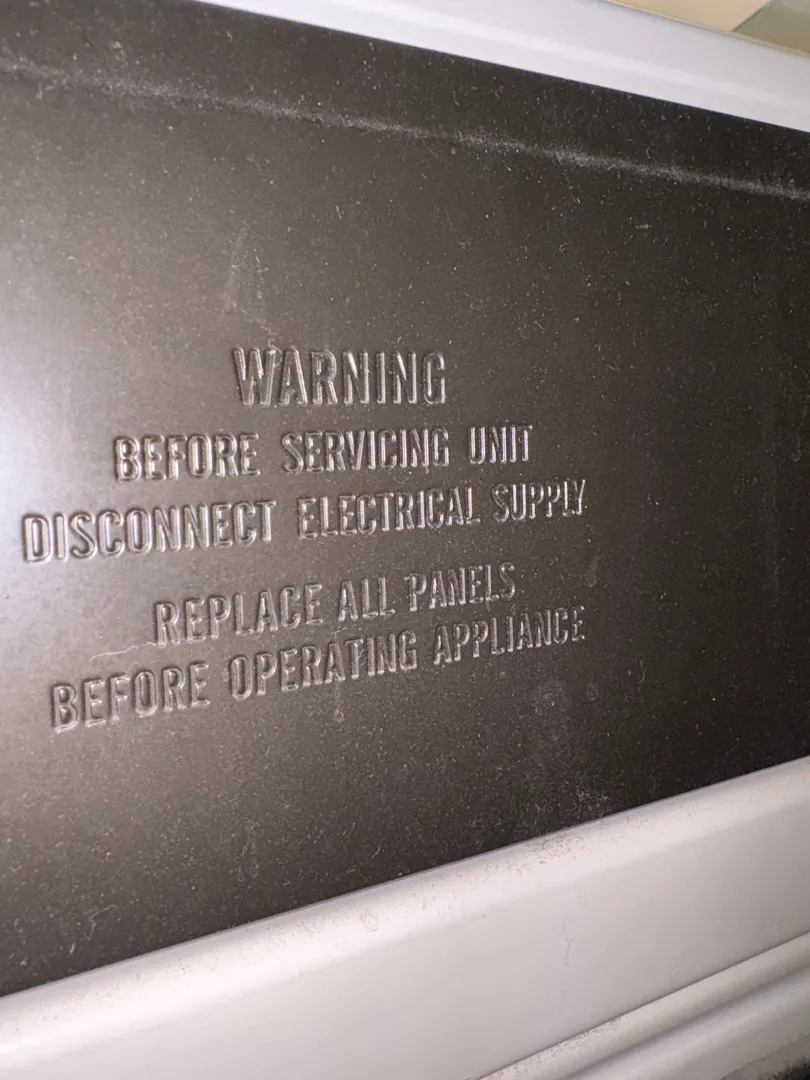 WARNING
BEFORE SERVICING UNIT
DISCONNECT ELECTRICAL SUPPLY
REPLACE ALL PANELS
BEFORE OPERATING APPLIANCE